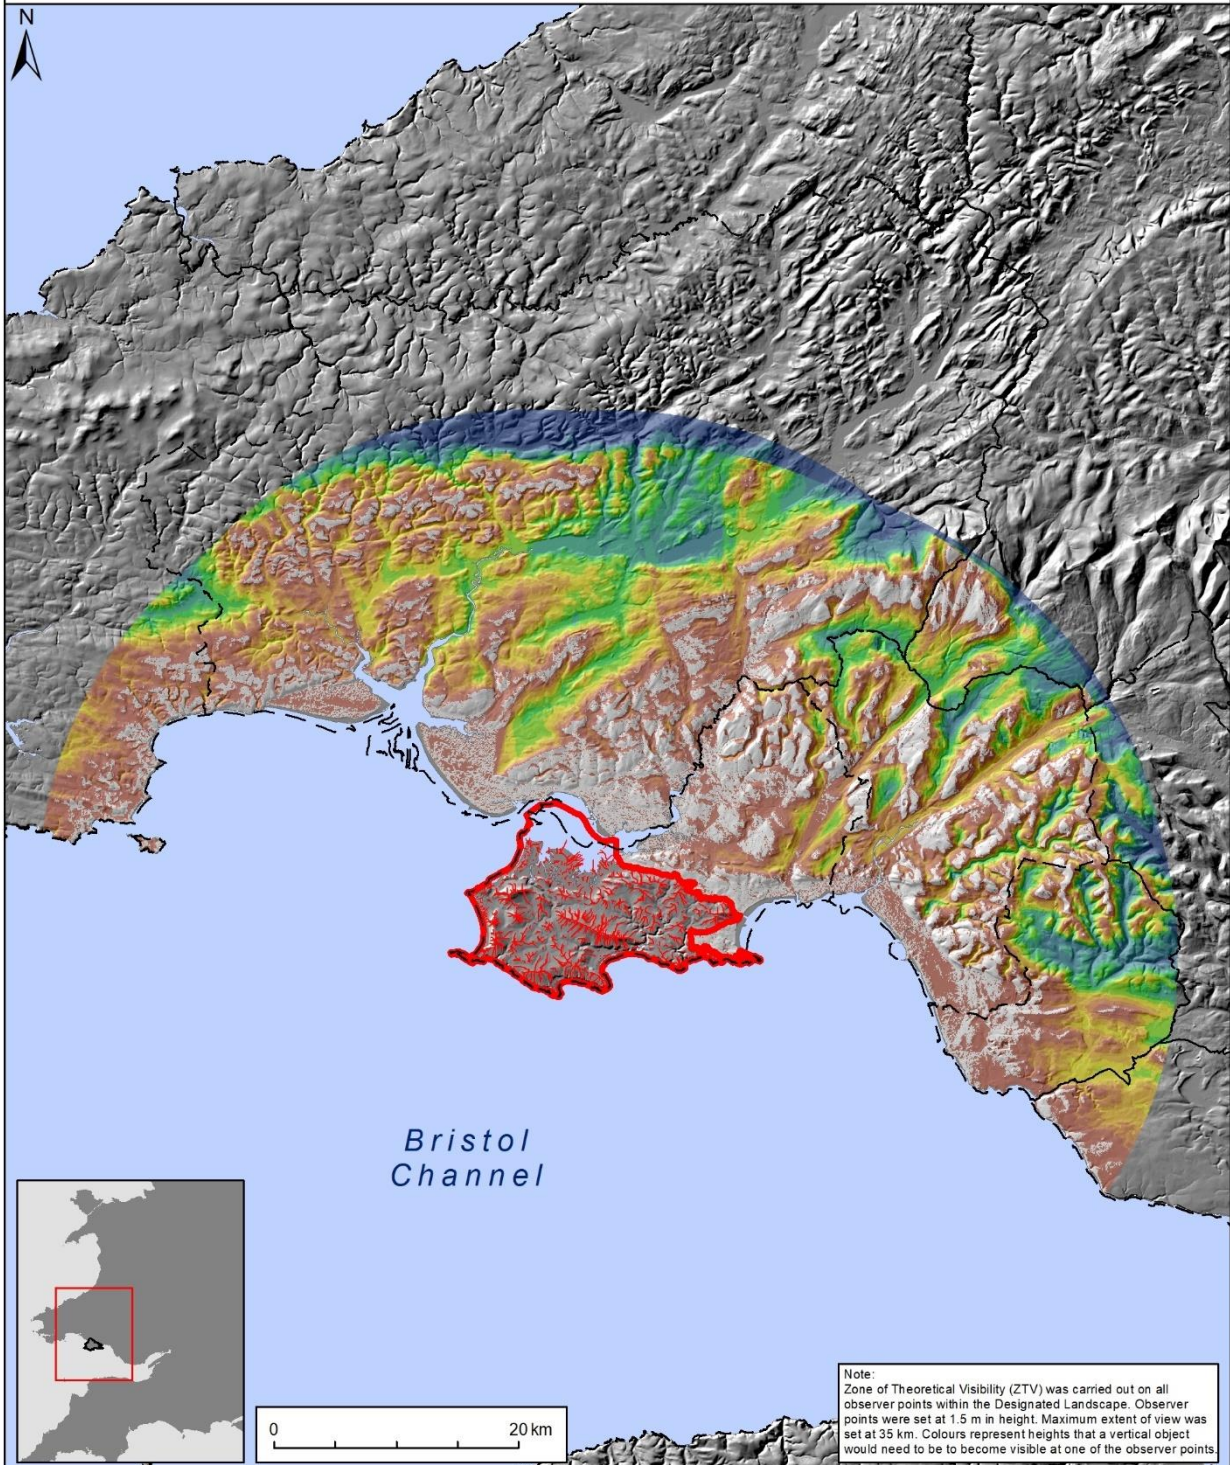 N
Bristol
Channel
0
20 km
Note:
Zone of Theoretical Visibility (ZTV) was carried out on all
observer points within the Designated Landscape. Observer
points were set at 1.5 m in height. Maximum extent of view was
set at 35 km. Colours represent heights that a vertical object
would need to be to become visible at one of the observer points.